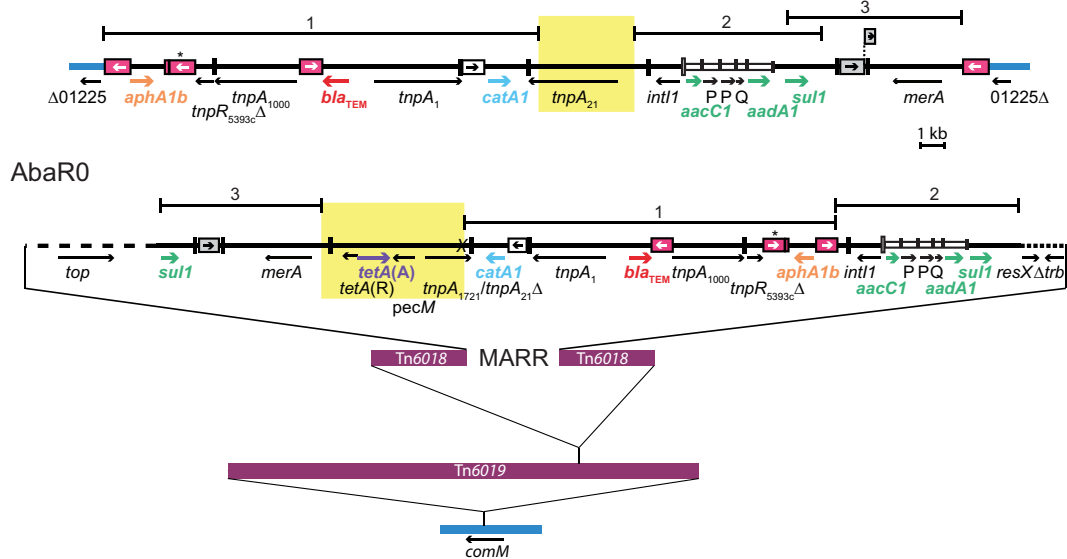 1 2 3
*
Δ01225 aphA1b tnpR5393cΔ tnpA1000 blaTEM tnpA1 catA1 tnpA21 intI1 aacC1 P P Q aadA1 sul1 merA 01225Δ
1 kb
AbaR0
3 1 2
X *
top sul1 merA tetA(R) tetA(A) pecM tnpA1721/tnpA21Δ catA1 tnpA1 blaTEM tnpA1000 tnpR5393cΔ aphA1b intI1 aacC1 P P Q aadA1 sul1 resX Δtrb
Tn6018 MARR Tn6018
Tn6019
comM